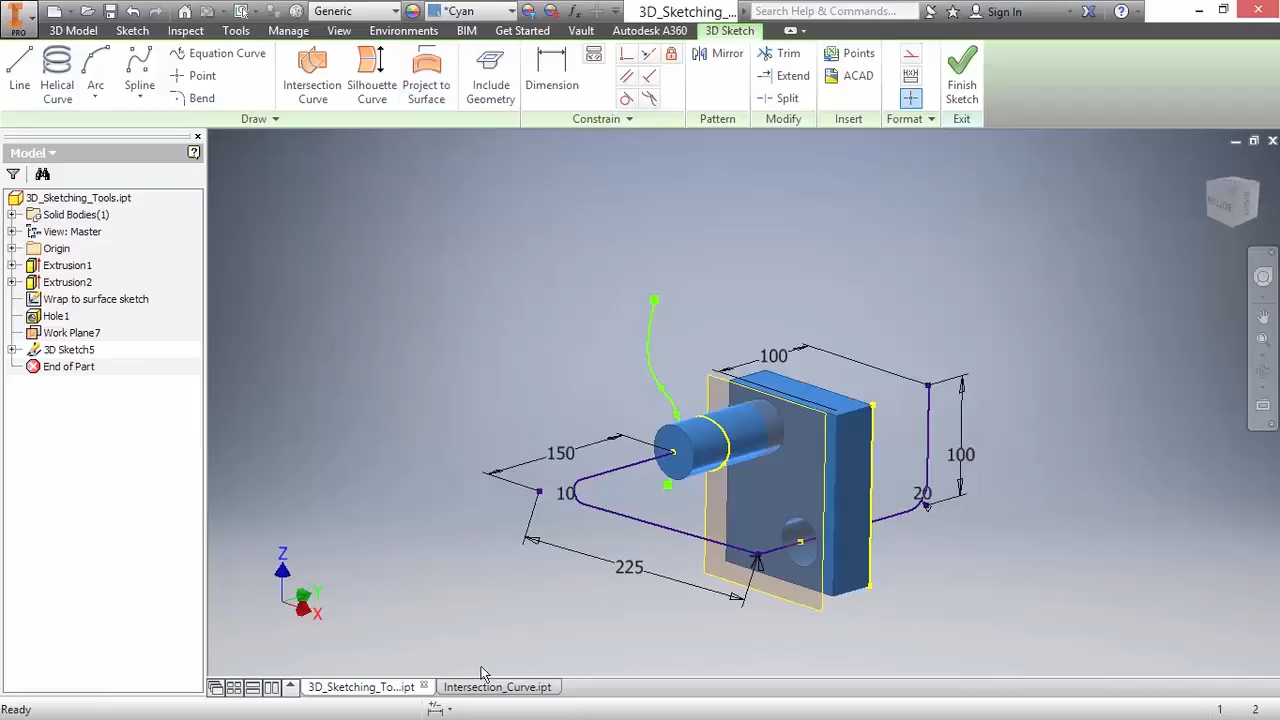 PRO Generic *Cyan fx 3D_Sketching_... Search Help & Commands... Sign In
3D Model Sketch Inspect Tools Manage View Environments BIM Get Started Vault Autodesk A360 3D Sketch
Line Helical Curve Arc Spline Equation Curve Point Bend Intersection Curve Silhouette Curve Project to Surface Include Geometry Dimension Mirror Trim Extend Split Points ACAD Finish Sketch
Draw Constrain Pattern Modify Insert Format Exit
Model
3D_Sketching_Tools.ipt
Solid Bodies(1)
View: Master
Origin
Extrusion1
Extrusion2
Wrap to surface sketch
Hole1
Work Plane7
3D Sketch5
End of Part
100
150
100
10
20
225
Z
Y
X
RIGHT
3D_Sketching_To...ipt Intersection_Curve.ipt
Ready 1 2